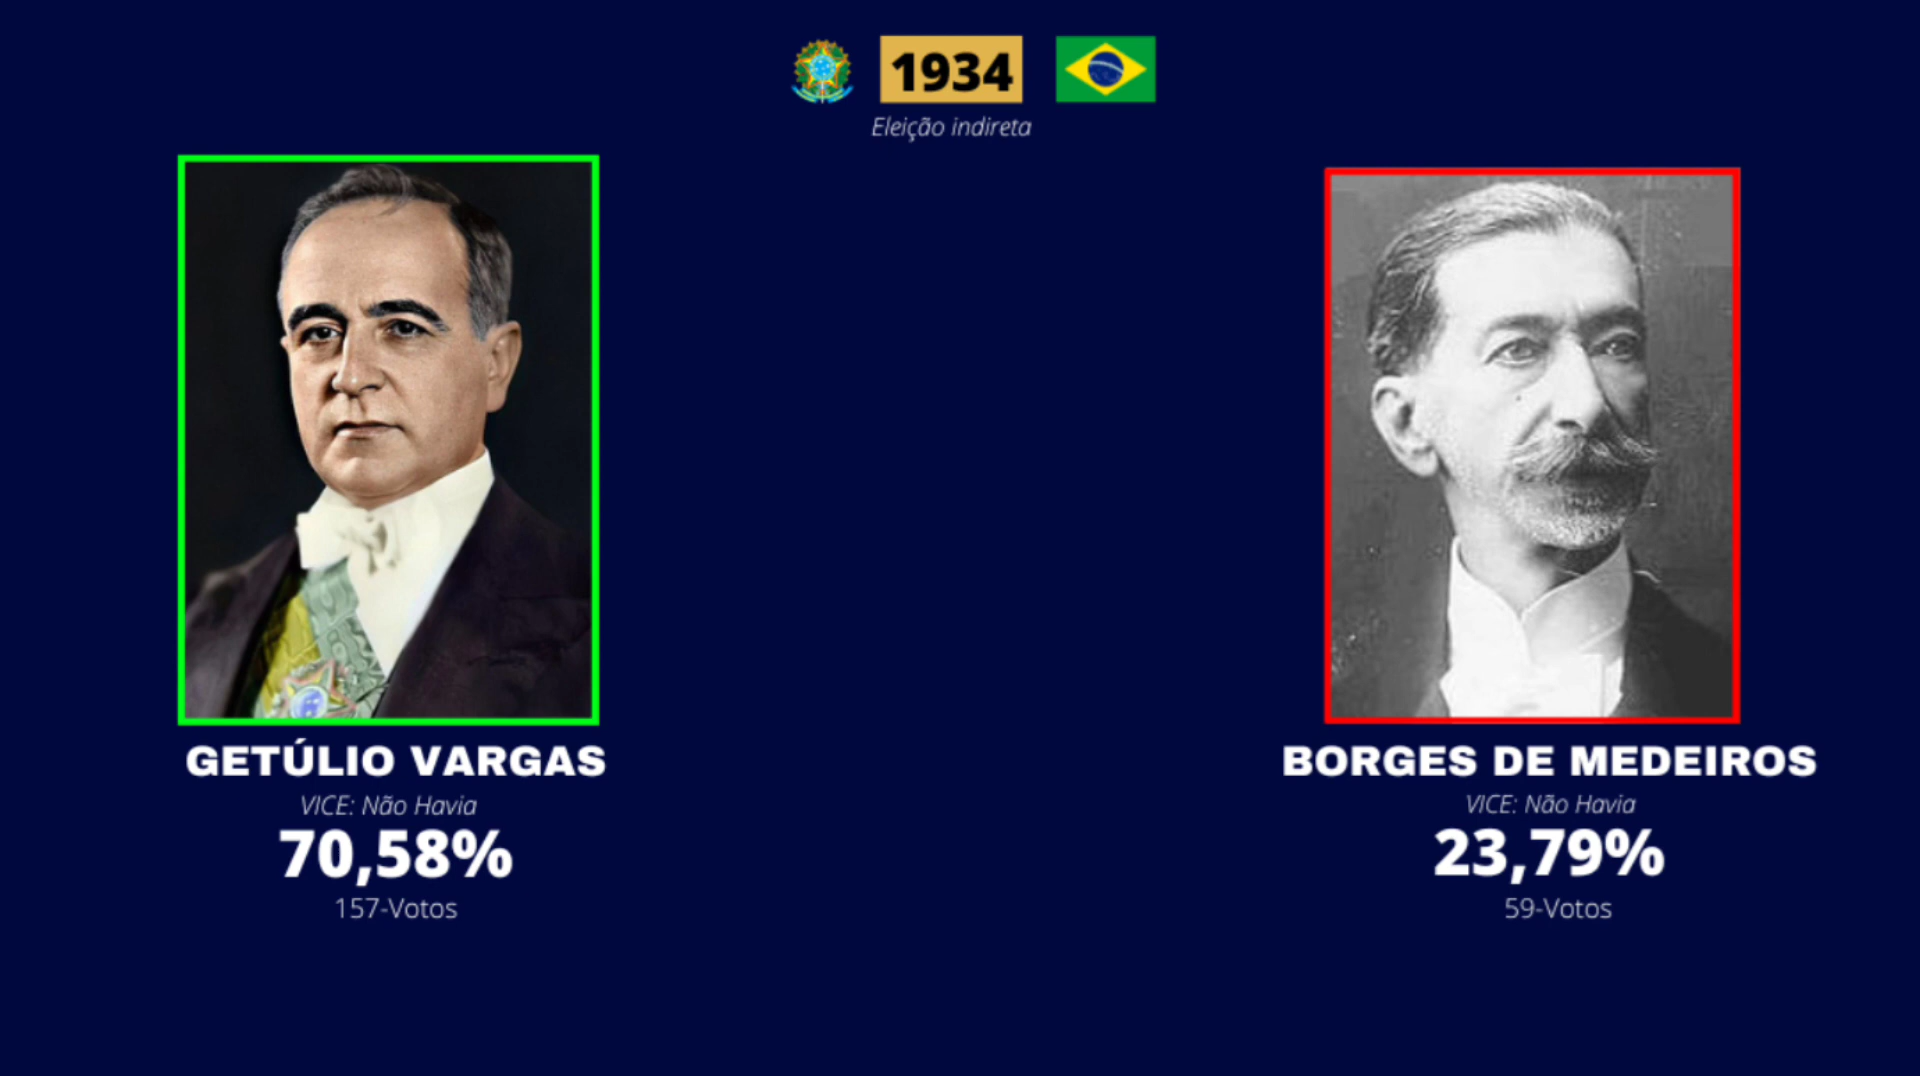 1934
Eleição indireta
GETÚLIO VARGAS
VICE: Não Havia
70,58%
157-Votos
BORGES DE MEDEIROS
VICE: Não Havia
23,79%
59-Votos